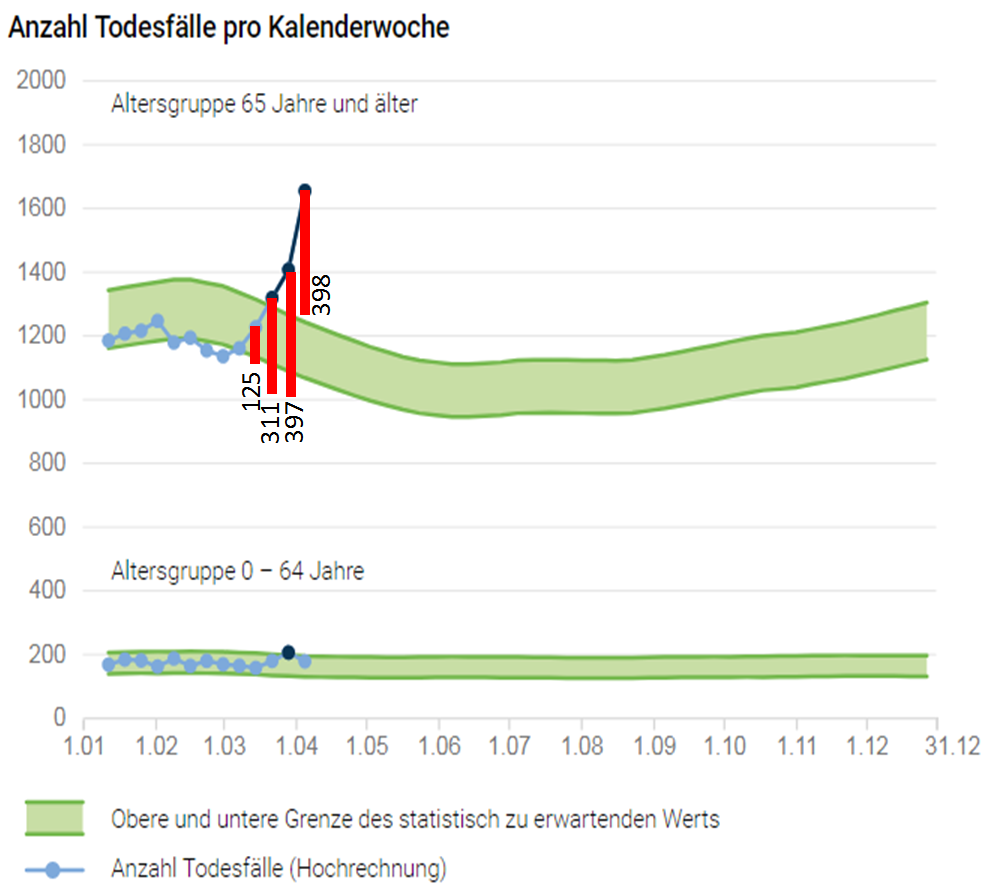 Anzahl Todesfälle pro Kalenderwoche
2000
Altersgruppe 65 Jahre und älter
1800
1600
1400
398
1200
125
311
397
1000
800
600
Altersgruppe 0 – 64 Jahre
400
200
0
1.01 1.02 1.03 1.04 1.05 1.06 1.07 1.08 1.09 1.10 1.11 1.12 31.12
Obere und untere Grenze des statistisch zu erwartenden Werts
Anzahl Todesfälle (Hochrechnung)